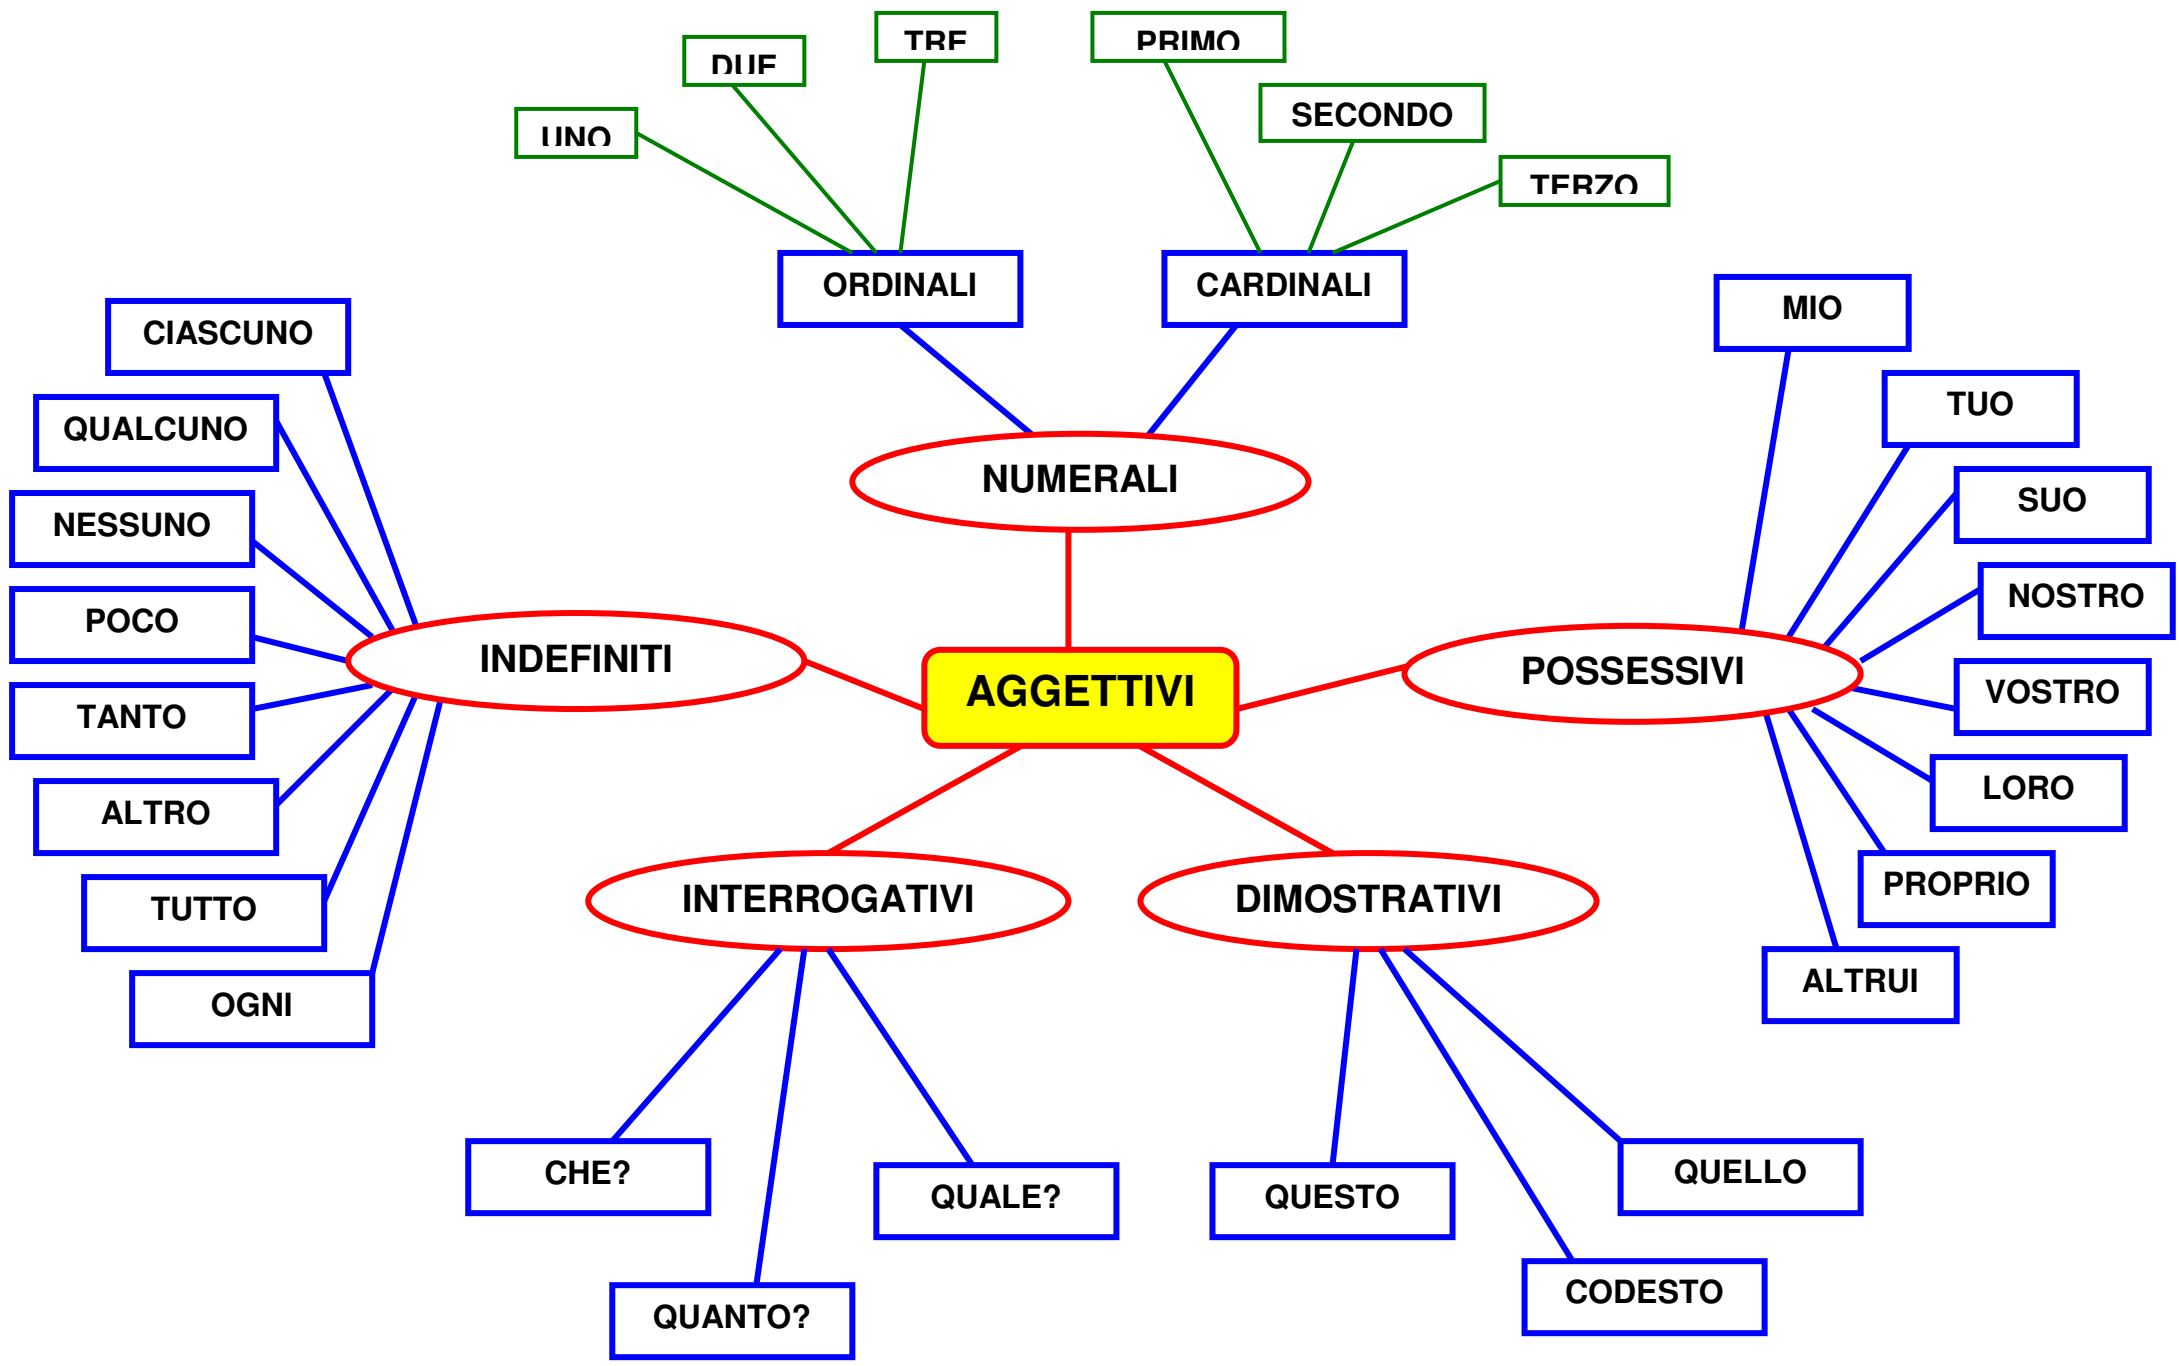 TRE
PRIMO
DUE
SECONDO
UNO
TERZO
ORDINALI
CARDINALI
MIO
CIASCUNO
TUO
QUALCUNO
NUMERALI
SUO
NESSUNO
NOSTRO
POCO
INDEFINITI
POSSESSIVI
AGGETTIVI
VOSTRO
TANTO
LORO
ALTRO
PROPRIO
INTERROGATIVI
DIMOSTRATIVI
TUTTO
ALTRUI
OGNI
CHE?
QUELLO
QUALE?
QUESTO
CODESTO
QUANTO?